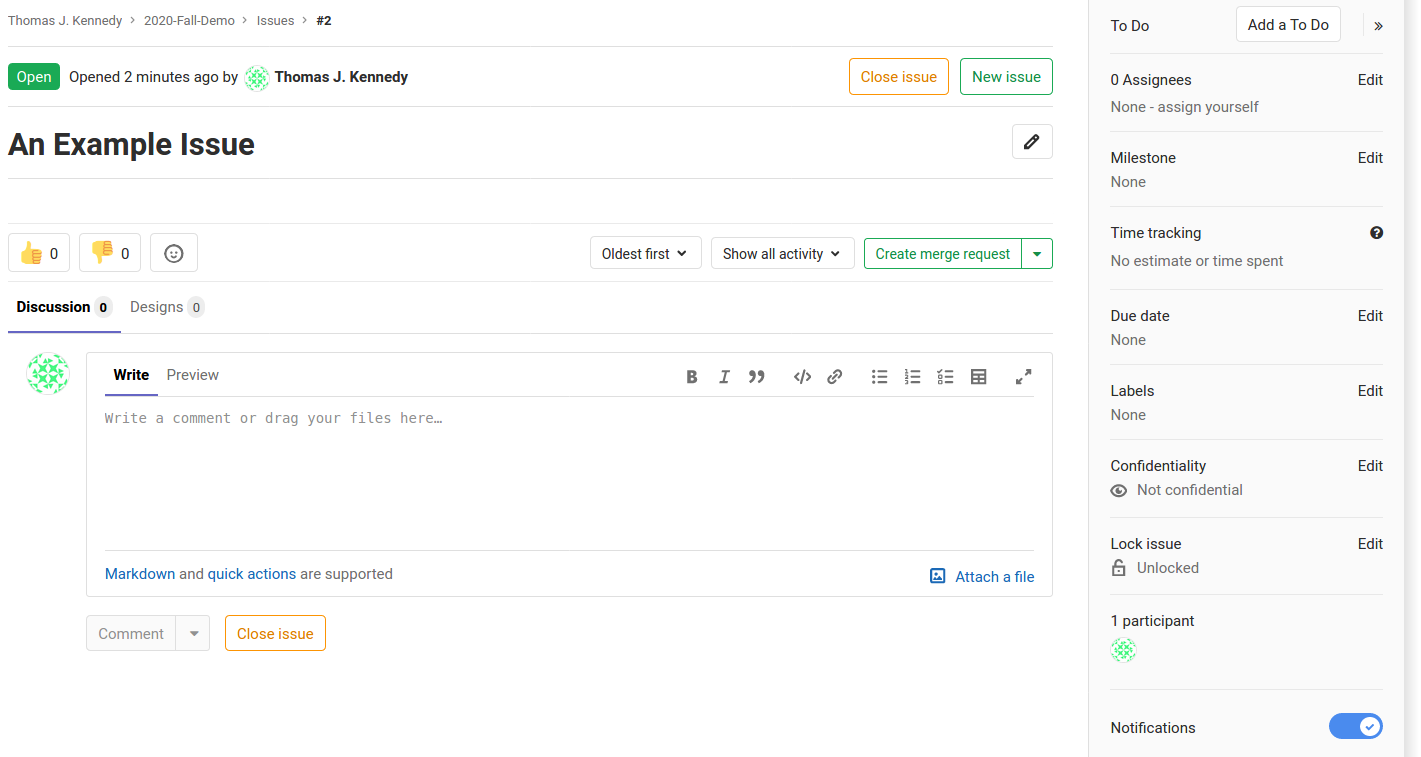 Thomas J. Kennedy > 2020-Fall-Demo > Issues > #2
Open Opened 2 minutes ago by Thomas J. Kennedy Close issue New issue
An Example Issue
0 0 Oldest first Show all activity Create merge request
Discussion 0 Designs 0
Write Preview
Write a comment or drag your files here…
Markdown and quick actions are supported Attach a file
Comment Close issue
To Do Add a To Do »
0 Assignees Edit
None - assign yourself
Milestone Edit
None
Time tracking
No estimate or time spent
Due date Edit
None
Labels Edit
None
Confidentiality Edit
Not confidential
Lock issue Edit
Unlocked
1 participant
Notifications